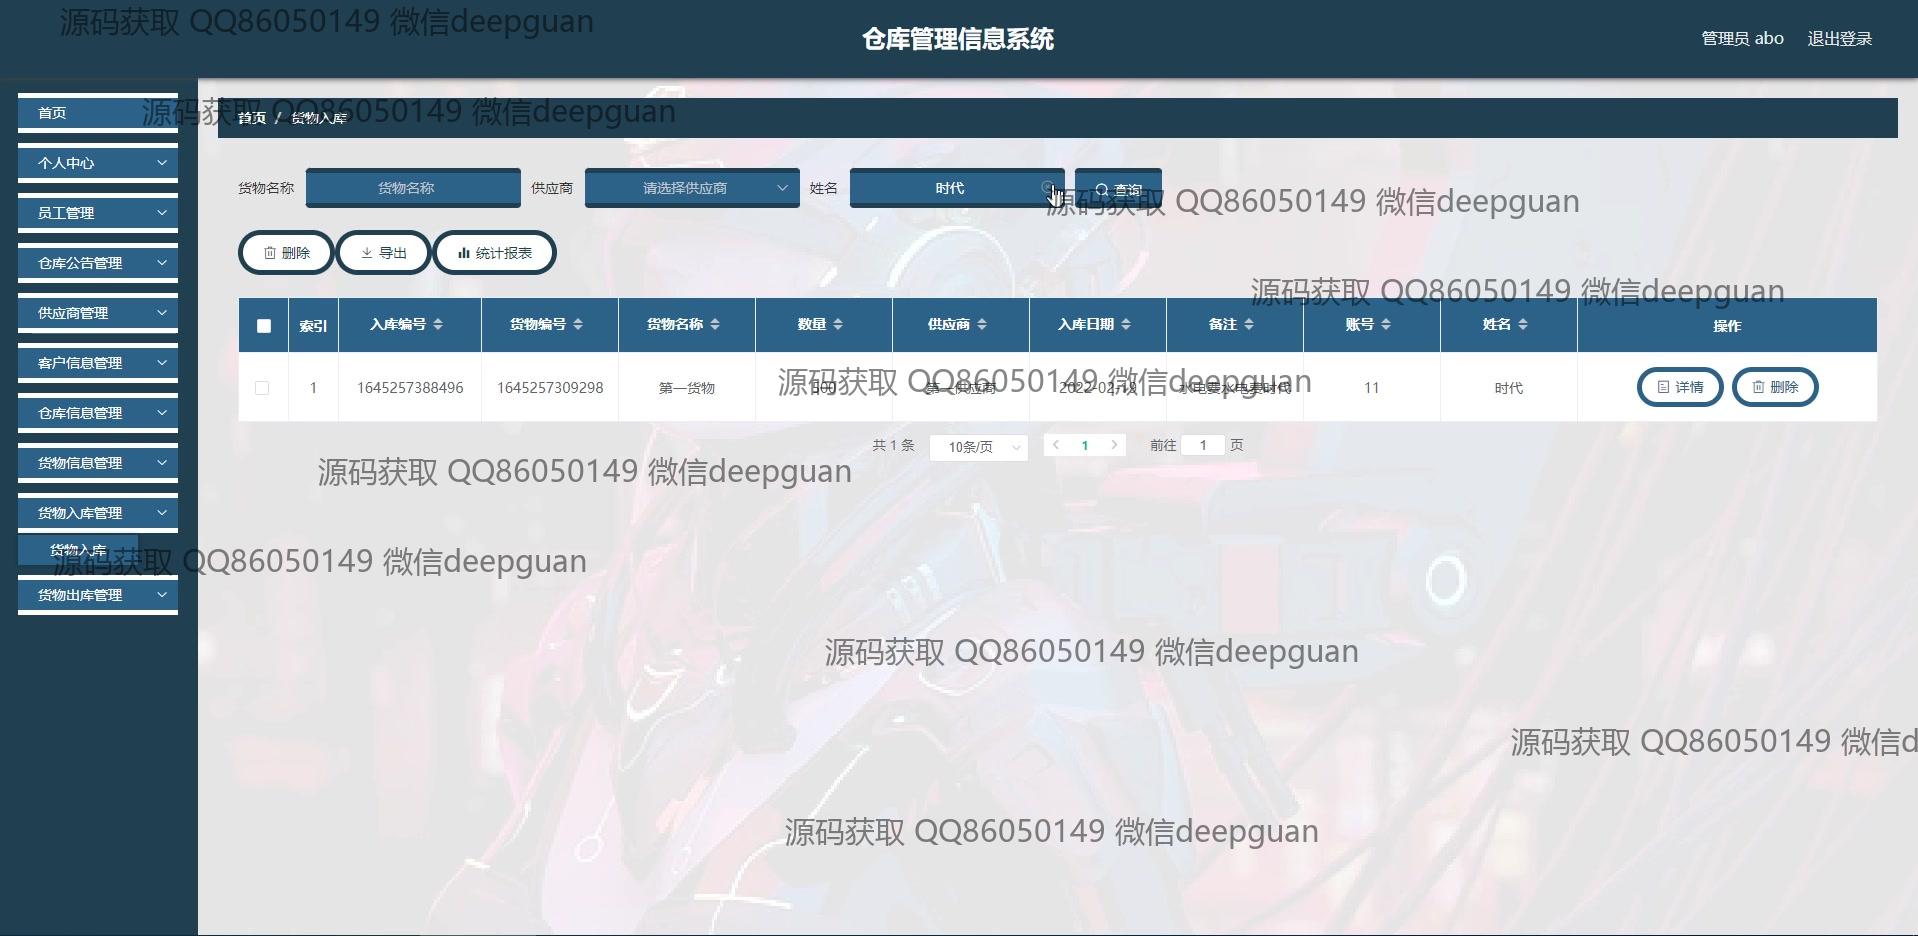 源码获取 QQ86050149 微信deepguan
仓库管理信息系统
管理员 abo 退出登录
首页
源码获取 QQ86050149 微信deepguan
首页 / 货物入库
个人中心
货物名称 货物名称 供应商 请选择供应商 姓名 时代 查询
源码获取 QQ86050149 微信deepguan
员工管理
删除 导出 统计报表
仓库公告管理
源码获取 QQ86050149 微信deepguan
供应商管理
索引 入库编号 货物编号 货物名称 数量 供应商 入库日期 备注 账号 姓名 操作
客户信息管理
1 1645257388496 1645257309298 第一货物 第一供应商 2022-02-19 11 时代 详情 删除
源码获取 QQ86050149 微信deepguan
仓库信息管理
共 1 条 10条/页 1 前往 1 页
货物信息管理
源码获取 QQ86050149 微信deepguan
货物入库管理
货物入库
源码获取 QQ86050149 微信deepguan
货物出库管理
源码获取 QQ86050149 微信deepguan
源码获取 QQ86050149 微信d
源码获取 QQ86050149 微信deepguan